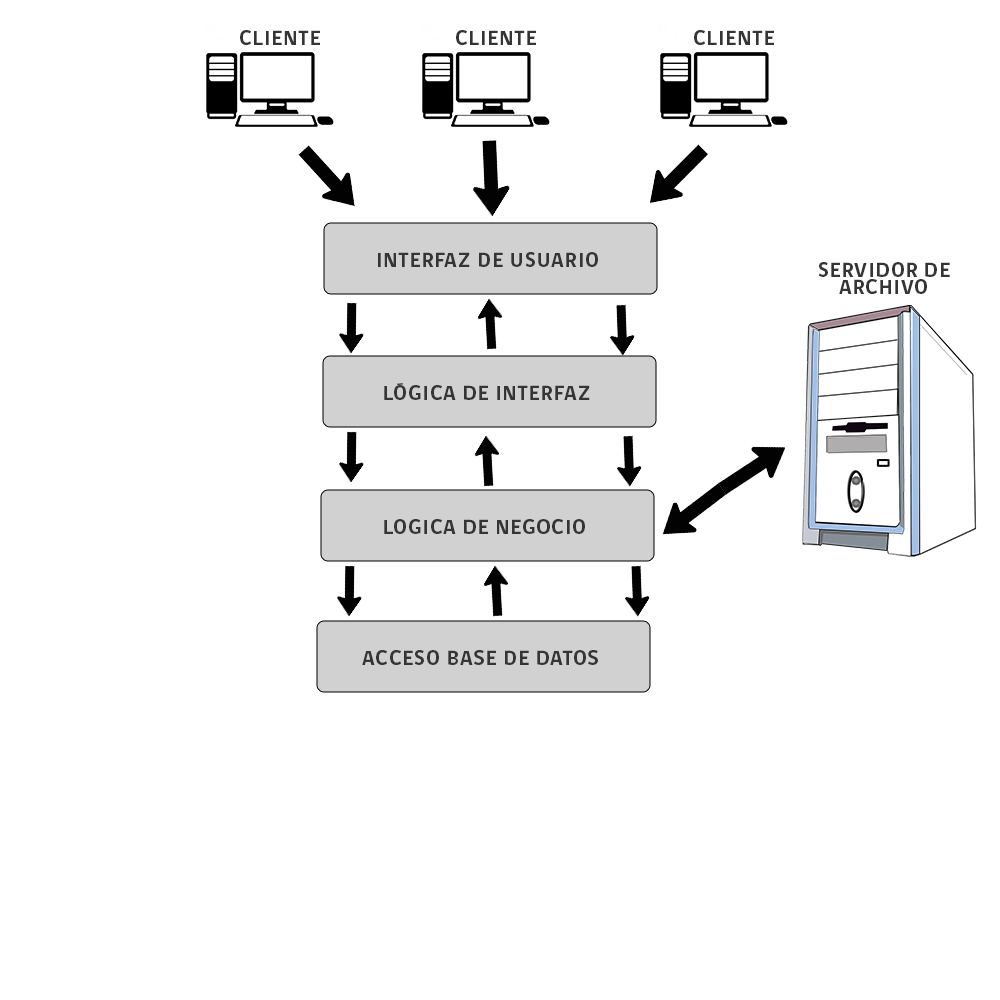 CLIENTE
CLIENTE
CLIENTE
INTERFAZ DE USUARIO
SERVIDOR DE
ARCHIVO
LÓGICA DE INTERFAZ
LOGICA DE NEGOCIO
ACCESO BASE DE DATOS